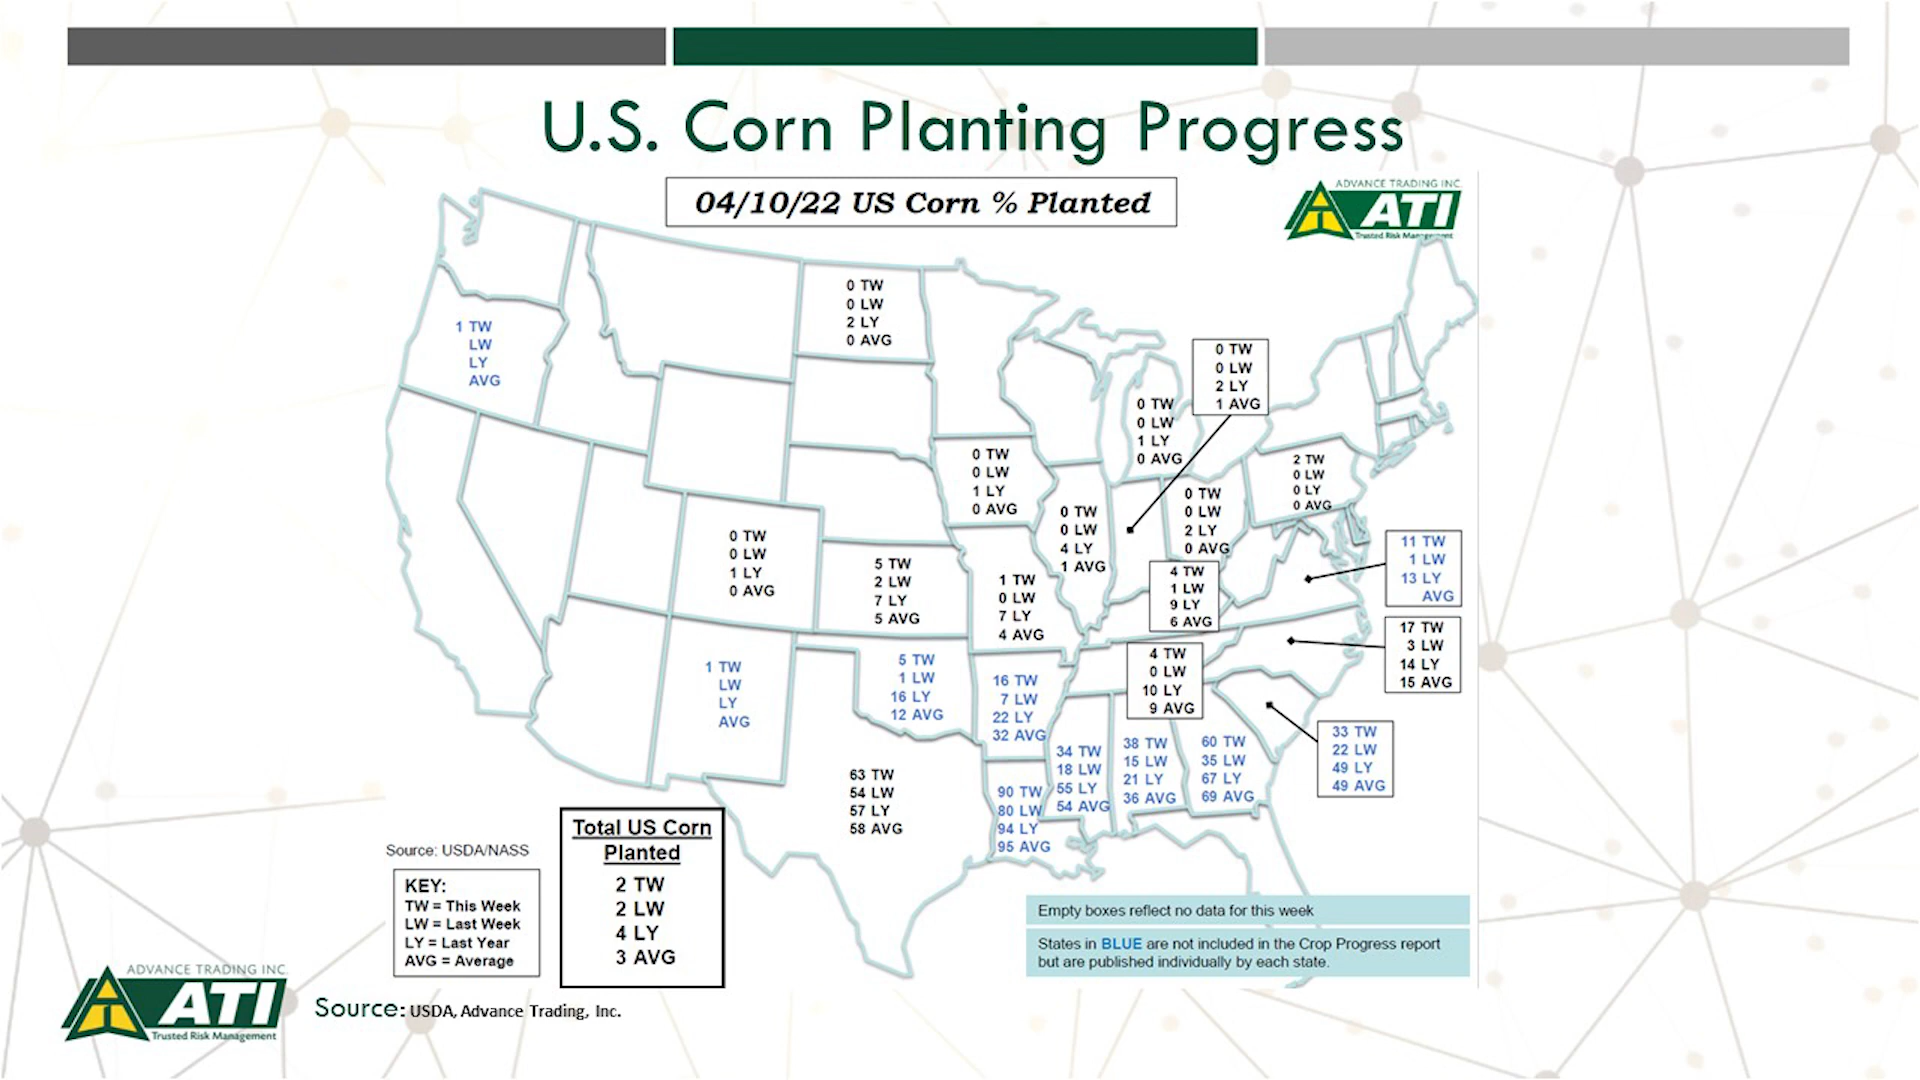 U.S. Corn Planting Progress
04/10/22 US Corn % Planted
ADVANCE TRADING INC.
ATI
Trusted Risk Management
0 TW
0 LW
2 LY
0 AVG
1 TW
LW
LY
AVG
0 TW
0 LW
2 LY
1 AVG
0 TW
0 LW
1 LY
0 AVG
0 TW
0 LW
1 LY
0 AVG
2 TW
0 LW
0 LY
0 AVG
0 TW
0 LW
4 LY
1 AVG
0 TW
0 LW
2 LY
0 AVG
0 TW
0 LW
1 LY
0 AVG
5 TW
2 LW
7 LY
5 AVG
1 TW
0 LW
7 LY
4 AVG
4 TW
1 LW
9 LY
6 AVG
11 TW
1 LW
13 LY
AVG
17 TW
3 LW
14 LY
15 AVG
1 TW
LW
LY
AVG
5 TW
1 LW
16 LY
12 AVG
16 TW
7 LW
22 LY
32 AVG
4 TW
0 LW
10 LY
9 AVG
33 TW
22 LW
49 LY
49 AVG
63 TW
54 LW
57 LY
58 AVG
90 TW
80 LW
94 LY
95 AVG
34 TW
18 LW
55 LY
54 AVG
38 TW
15 LW
21 LY
36 AVG
60 TW
35 LW
67 LY
69 AVG
Source: USDA/NASS
KEY:
TW = This Week
LW = Last Week
LY = Last Year
AVG = Average
Total US Corn
Planted
2 TW
2 LW
4 LY
3 AVG
Empty boxes reflect no data for this week
States in BLUE are not included in the Crop Progress report
but are published individually by each state.
ADVANCE TRADING INC.
ATI
Trusted Risk Management
Source: USDA, Advance Trading, Inc.